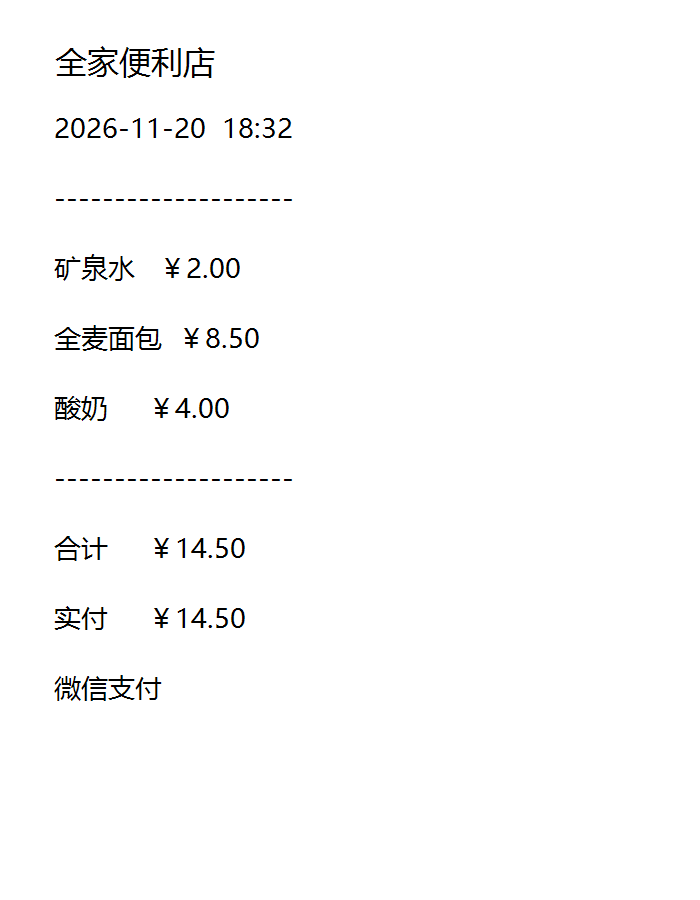 全家便利店
2026-11-20 18:32
--------------------
矿泉水 ￥2.00
全麦面包 ￥8.50
酸奶 ￥4.00
--------------------
合计 ￥14.50
实付 ￥14.50
微信支付